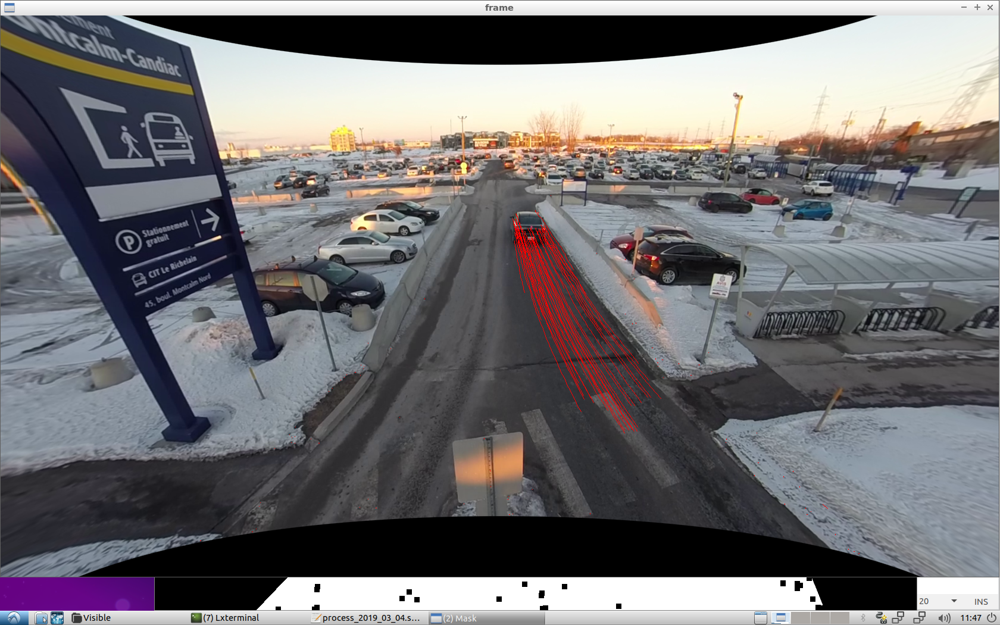 frame
ontcalm-Candiac
P
Stationnement
gratuit
CIT Le Richelain
45, boul. Montcalm Nord
20
INS
Visible
(7) Lxterminal
process_2019_03_04.s...
(2) Mask
11:47